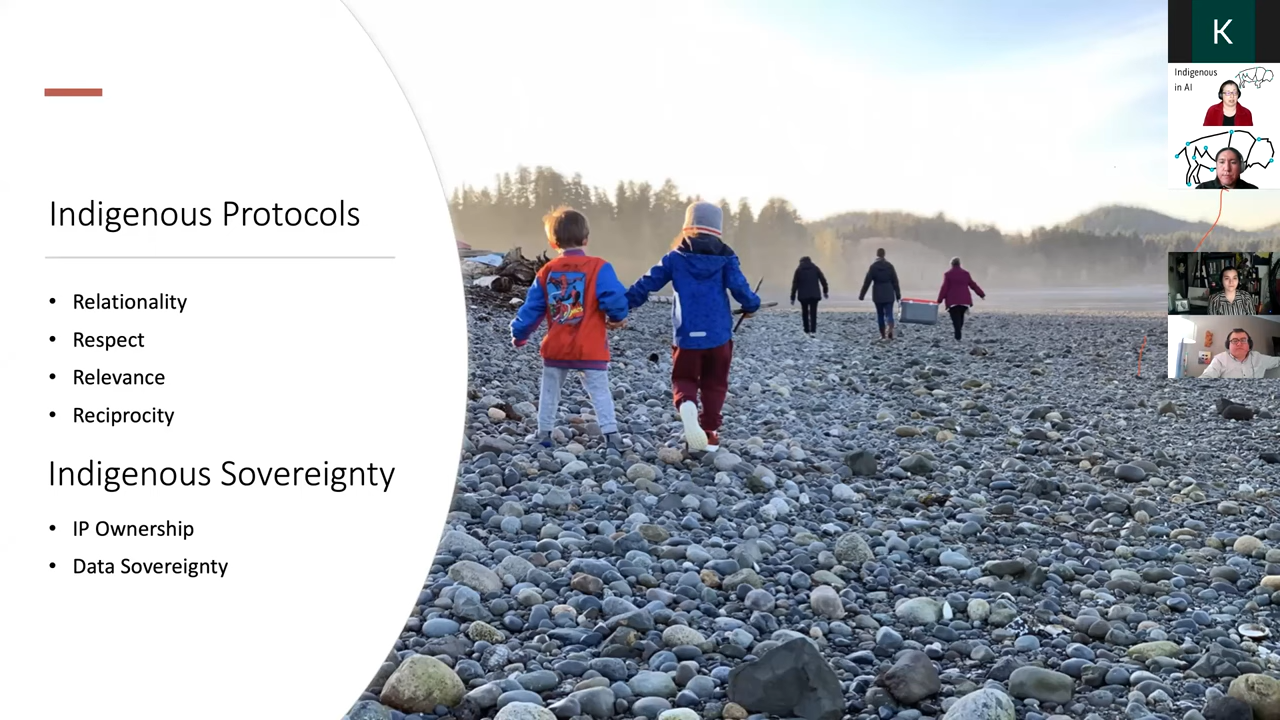 Indigenous Protocols
• Relationality
• Respect
• Relevance
• Reciprocity
Indigenous Sovereignty
• IP Ownership
• Data Sovereignty
K
Indigenous
in AI